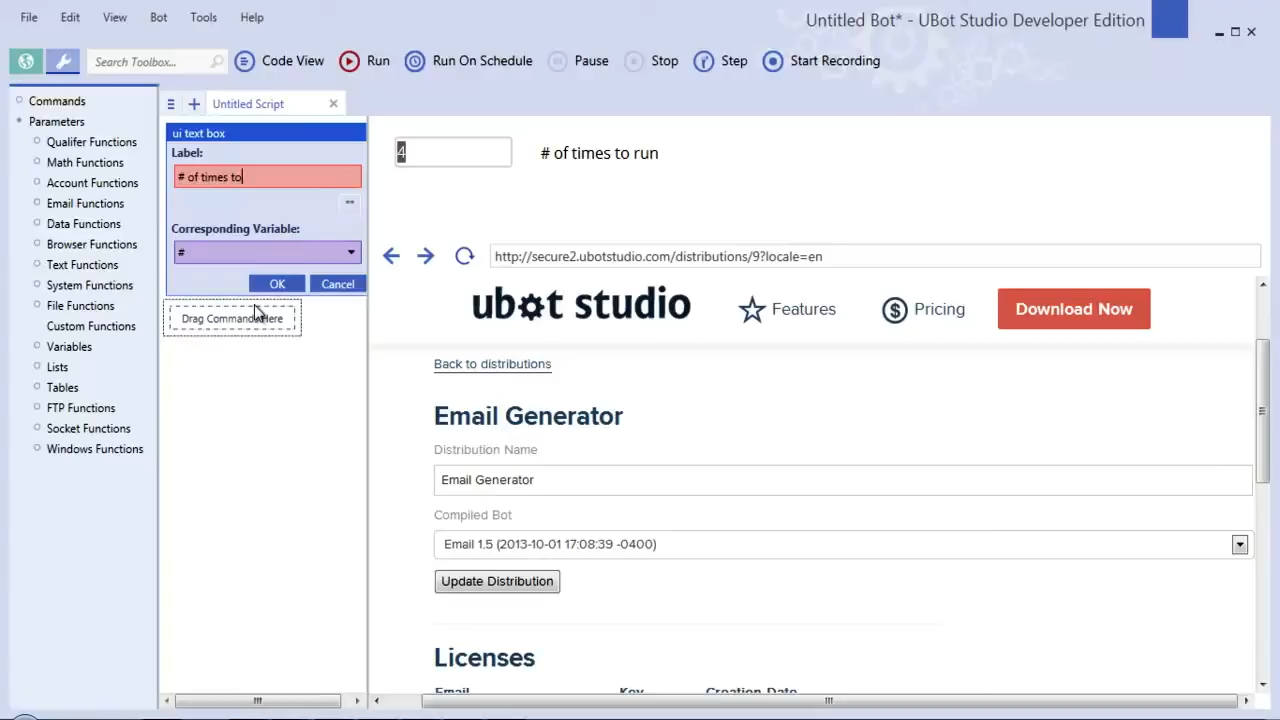 File Edit View Bot Tools Help
Untitled Bot* - UBot Studio Developer Edition
Search Toolbox...
Code View Run Run On Schedule Pause Stop Step Start Recording
Commands
Parameters
Qualifer Functions
Math Functions
Account Functions
Email Functions
Data Functions
Browser Functions
Text Functions
System Functions
File Functions
Custom Functions
Variables
Lists
Tables
FTP Functions
Socket Functions
Windows Functions
Untitled Script
ui text box
Label:
# of times to
Corresponding Variable:
#
OK Cancel
Drag Command Here
4 # of times to run
http://secure2.ubotstudio.com/distributions/9?locale=en
ubot studio Features Pricing Download Now
Back to distributions
Email Generator
Distribution Name
Email Generator
Compiled Bot
Email 1.5 (2013-10-01 17:08:39 -0400)
Update Distribution
Licenses
Email Key Creation Date